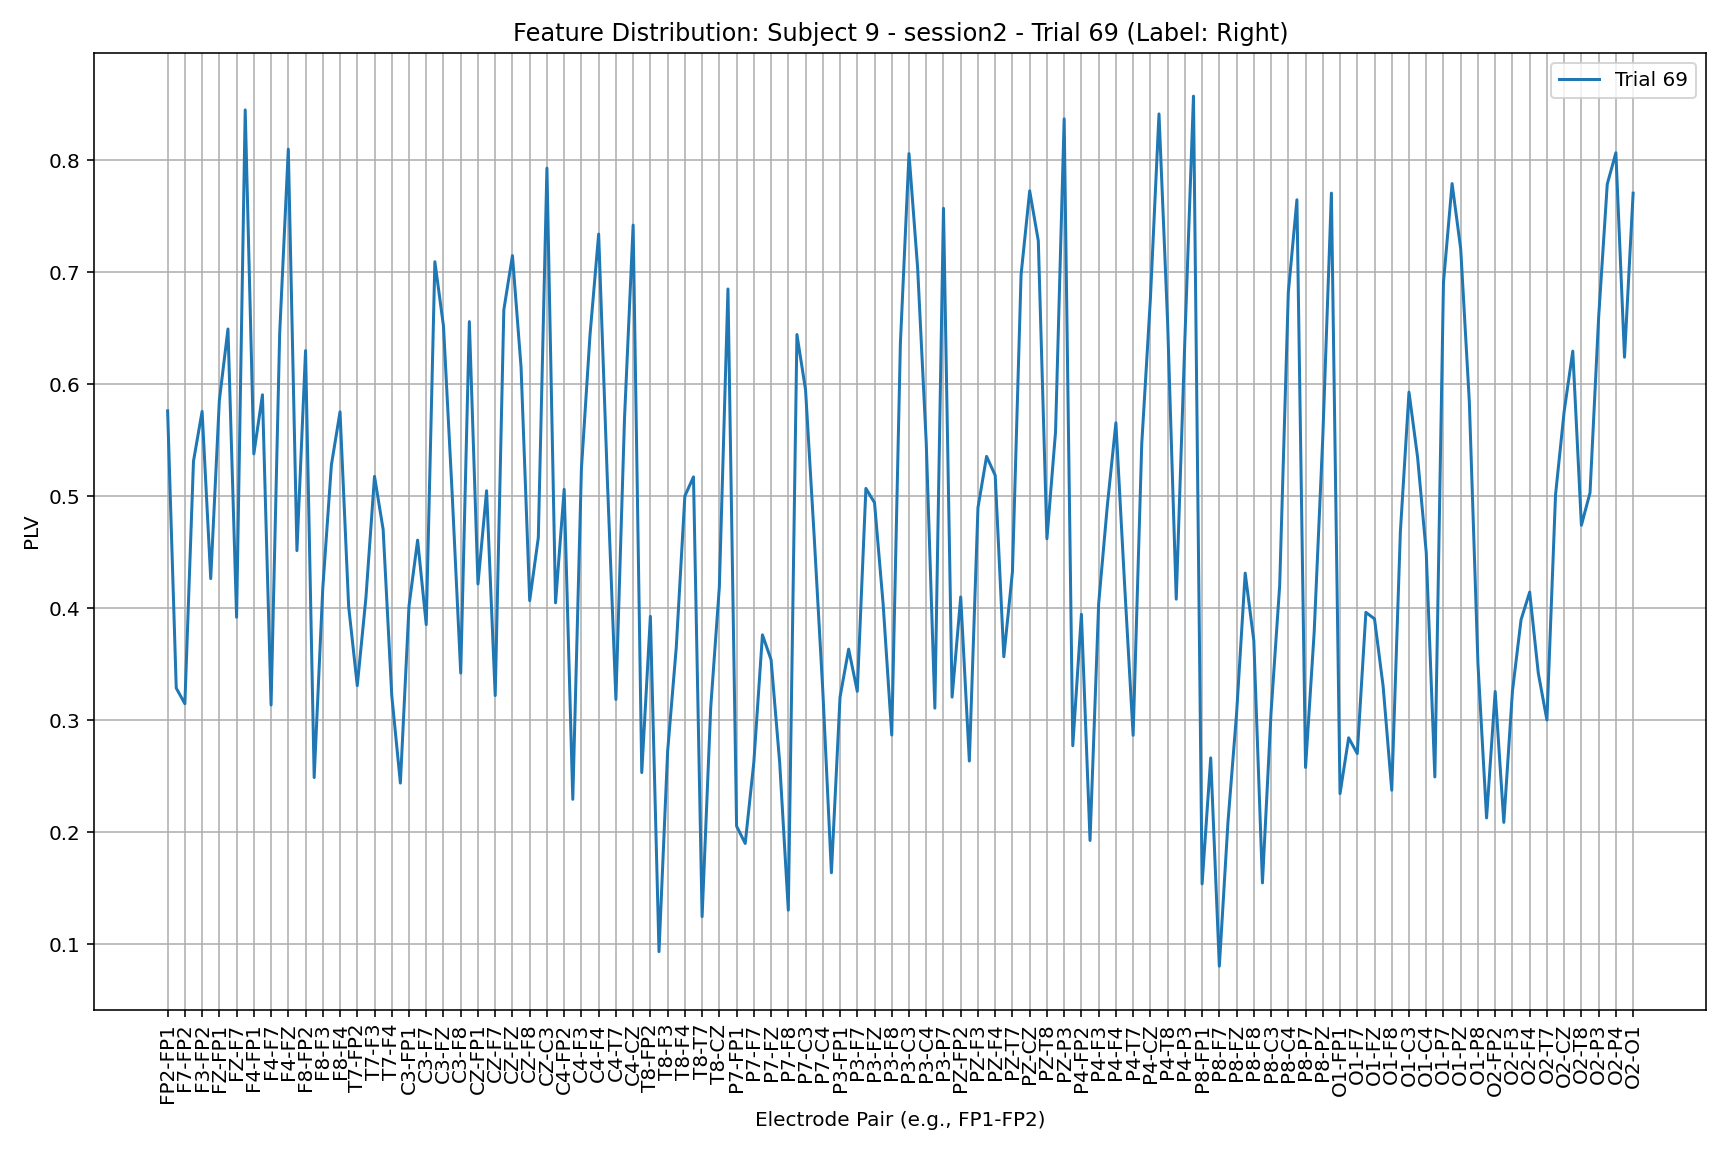 Feature Distribution: Subject 9 - session2 - Trial 69 (Label: Right)
Trial 69
PLV
0.8
0.7
0.6
0.5
0.4
0.3
0.2
0.1
FP2-FP1
F7-FP2
F3-FP2
FZ-FP1
FZ-F7
F4-FP1
F4-F7
F4-FZ
F8-FP2
F8-F3
F8-F4
T7-FP2
T7-F3
T7-F4
C3-FP1
C3-F7
C3-FZ
C3-F8
CZ-FP1
CZ-F7
CZ-FZ
CZ-F8
CZ-C3
C4-FP2
C4-F3
C4-F4
C4-T7
C4-CZ
T8-FP2
T8-F3
T8-F4
T8-T7
T8-CZ
P7-FP1
P7-F7
P7-FZ
P7-F8
P7-C3
P7-C4
P3-FP1
P3-F7
P3-FZ
P3-F8
P3-C3
P3-C4
P3-P7
PZ-FP2
PZ-F3
PZ-F4
PZ-T7
PZ-CZ
PZ-T8
PZ-P3
P4-FP2
P4-F3
P4-F4
P4-T7
P4-CZ
P4-T8
P4-P3
P8-FP1
P8-F7
P8-FZ
P8-F8
P8-C3
P8-C4
P8-P7
P8-PZ
O1-FP1
O1-F7
O1-FZ
O1-F8
O1-C3
O1-C4
O1-P7
O1-PZ
O1-P8
O2-FP2
O2-F3
O2-F4
O2-T7
O2-CZ
O2-T8
O2-P3
O2-P4
O2-O1
Electrode Pair (e.g., FP1-FP2)